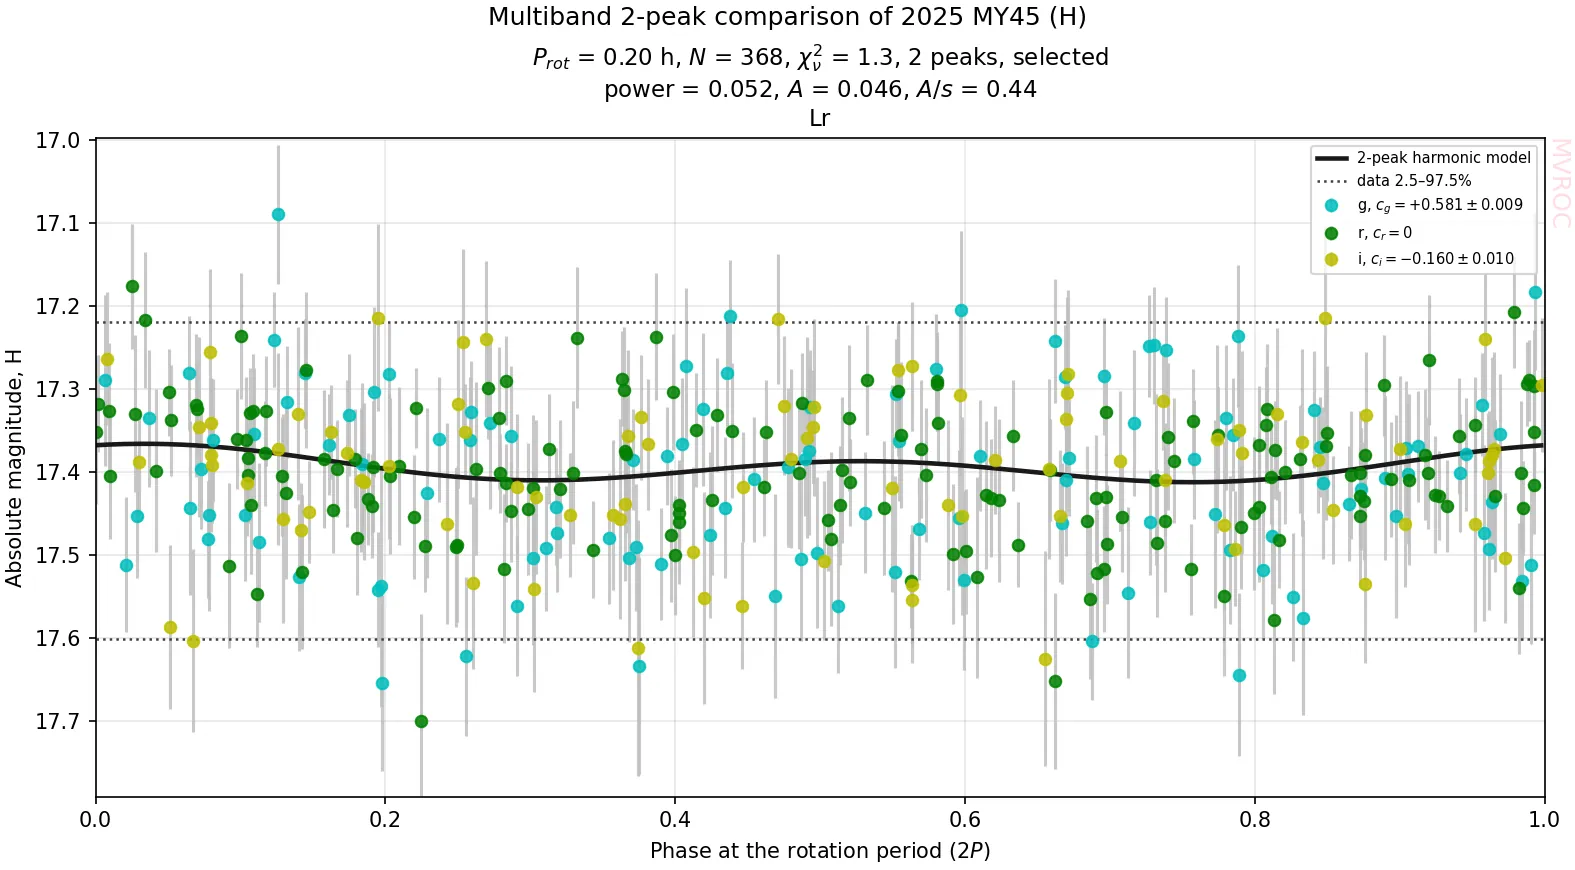 Multiband 2-peak comparison of 2025 MY45 (H)
P_rot = 0.20 h, N = 368, χ²_ν = 1.3, 2 peaks, selected
power = 0.052, A = 0.046, A/s = 0.44
Lr
17.0
17.1
17.2
17.3
17.4
17.5
17.6
17.7
Absolute magnitude, H
2-peak harmonic model
data 2.5–97.5%
g, c_g = +0.581 ± 0.009
r, c_r = 0
i, c_i = −0.160 ± 0.010
MVROC
0.0 0.2 0.4 0.6 0.8 1.0
Phase at the rotation period (2P)